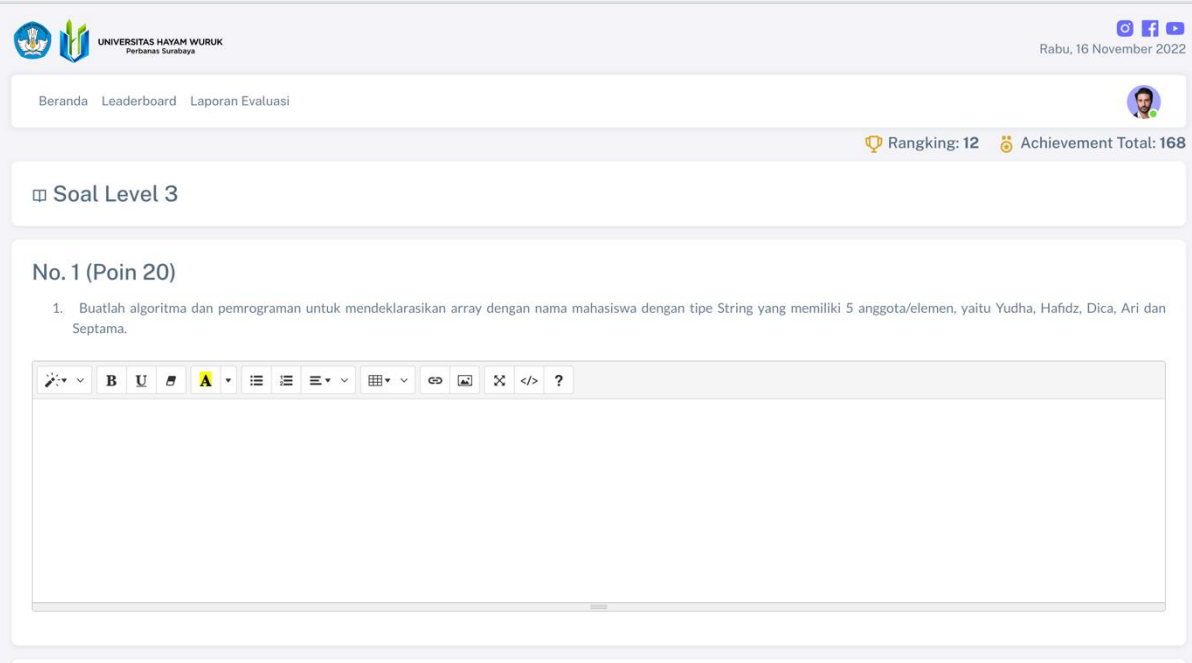 UNIVERSITAS HAYAM WURUK
Perbanas Surabaya
Rabu, 16 November 2022
Beranda Leaderboard Laporan Evaluasi
Rangking: 12 Achievement Total: 168
Soal Level 3
No. 1 (Poin 20)
1. Buatlah algoritma dan pemrograman untuk mendeklarasikan array dengan nama mahasiswa dengan tipe String yang memiliki 5 anggota/elemen, yaitu Yudha, Hafidz, Dica, Ari dan
Septama.
B U A </> ?